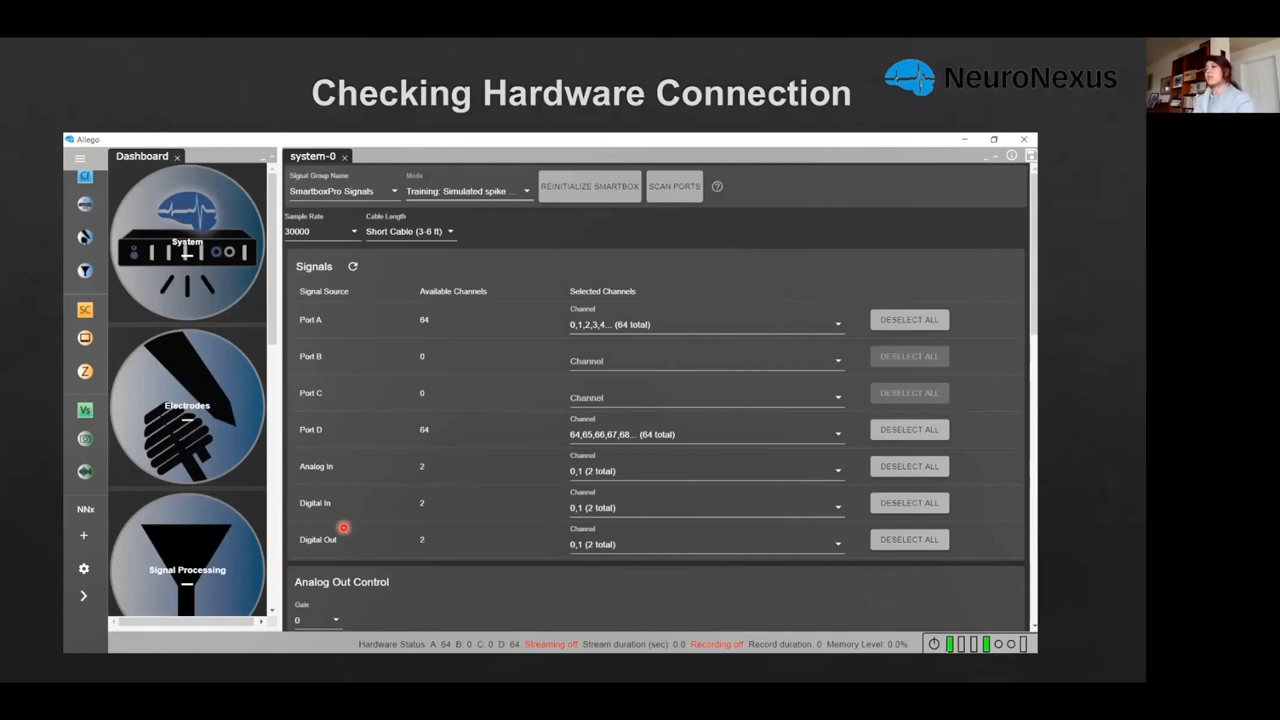 Checking Hardware Connection
NeuroNexus
Allego
Dashboard
system-0
Signal Group Name
Mode
SmartboxPro Signals
Training: Simulated spike ...
REINITIALIZE SMARTBOX
SCAN PORTS
Sample Rate
Cable Length
30000
Short Cable (3-6 ft)
System
Signals
Signal Source Available Channels Selected Channels
Port A 64 Channel 0,1,2,3,4... (64 total) DESELECT ALL
Port B 0 Channel DESELECT ALL
Port C 0 Channel DESELECT ALL
Port D 64 Channel 64,65,66,67,68... (64 total) DESELECT ALL
Analog In 2 Channel 0,1 (2 total) DESELECT ALL
Digital In 2 Channel 0,1 (2 total) DESELECT ALL
Digital Out 2 Channel 0,1 (2 total) DESELECT ALL
Electrodes
Signal Processing
Cf
SC
Z
Vs
NNx
Analog Out Control
Gain
0
Hardware Status A: 64 B: 0 C: 0 D: 64 Streaming off Stream duration (sec): 0.0 Recording off Record duration: 0 Memory Level: 0.0%